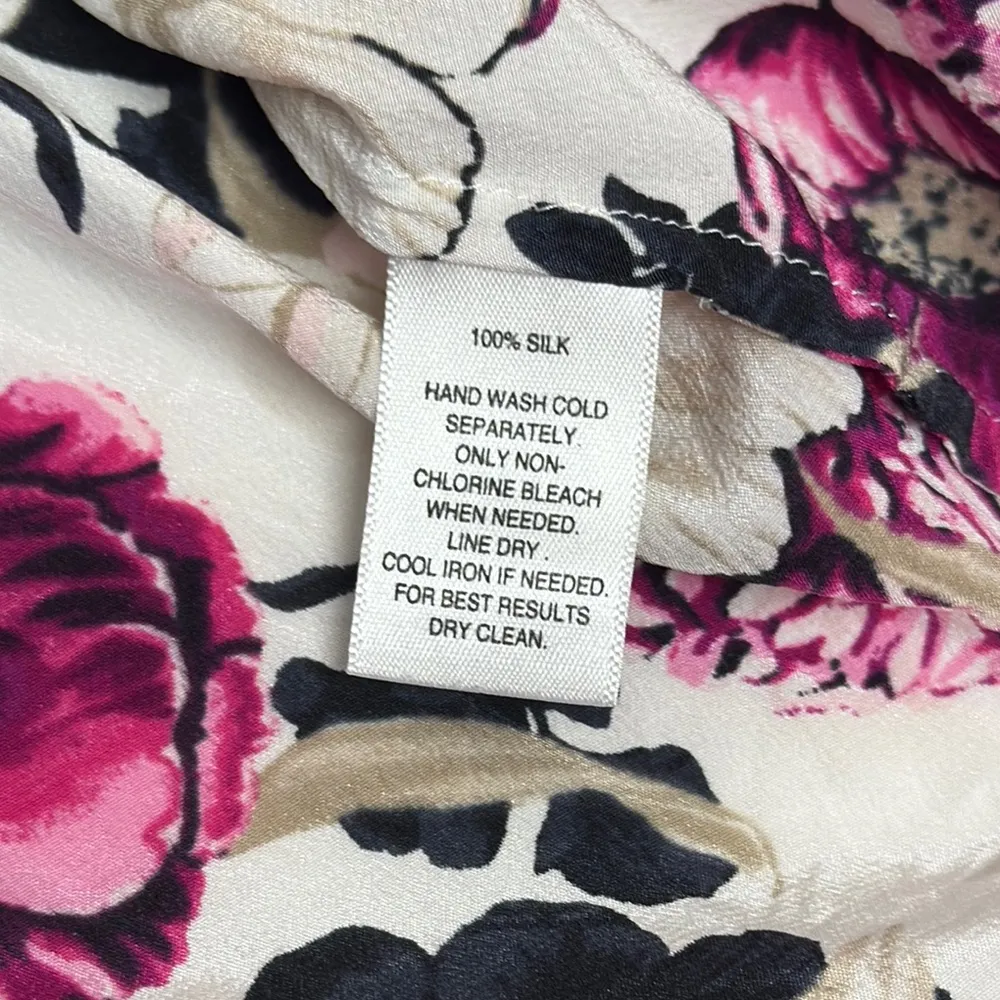 100% SILK
HAND WASH COLD
SEPARATELY.
ONLY NON-
CHLORINE BLEACH
WHEN NEEDED.
LINE DRY .
COOL IRON IF NEEDED.
FOR BEST RESULTS
DRY CLEAN.